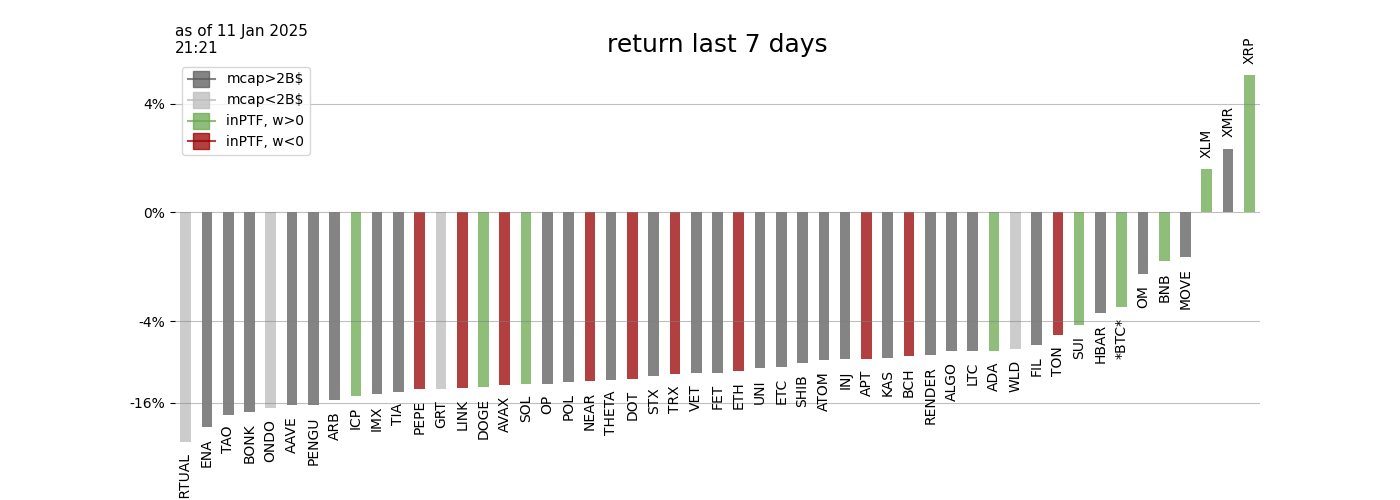 as of 11 Jan 2025
21:21
return last 7 days
mcap>2B$
mcap<2B$
inPTF, w>0
inPTF, w<0
4%
0%
-4%
-16%
RTUAL
ENA
TAO
BONK
ONDO
AAVE
PENGU
ARB
ICP
IMX
TIA
PEPE
GRT
LINK
DOGE
AVAX
SOL
OP
POL
NEAR
THETA
DOT
STX
TRX
VET
FET
ETH
UNI
ETC
SHIB
ATOM
INJ
APT
KAS
BCH
RENDER
ALGO
LTC
ADA
WLD
FIL
TON
SUI
HBAR
*BTC*
OM
BNB
MOVE
XLM
XMR
XRP